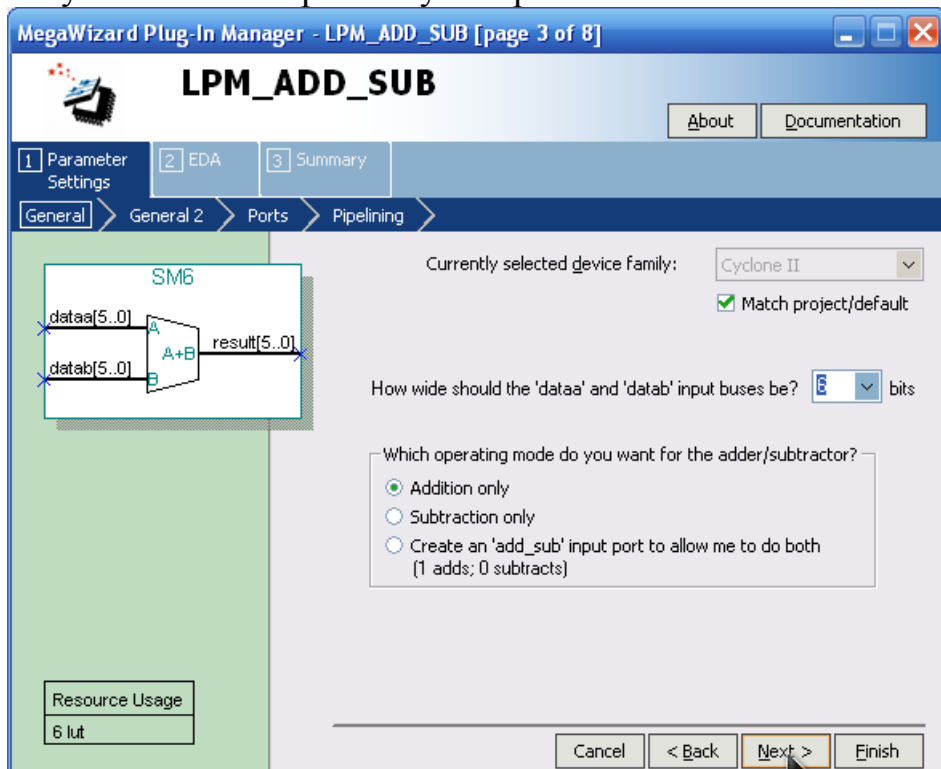 MegaWizard Plug-In Manager - LPM_ADD_SUB [page 3 of 8]
LPM_ADD_SUB
About
Documentation
1 Parameter Settings
2 EDA
3 Summary
General
General 2
Ports
Pipelining
SM6
dataa[5..0]
A
A+B
result[5..0]
datab[5..0]
B
Currently selected device family:
Cyclone II
Match project/default
How wide should the 'dataa' and 'datab' input buses be? 6 bits
Which operating mode do you want for the adder/subtractor?
Addition only
Subtraction only
Create an 'add_sub' input port to allow me to do both
(1 adds; 0 subtracts)
Resource Usage
6 lut
Cancel
< Back
Next >
Finish